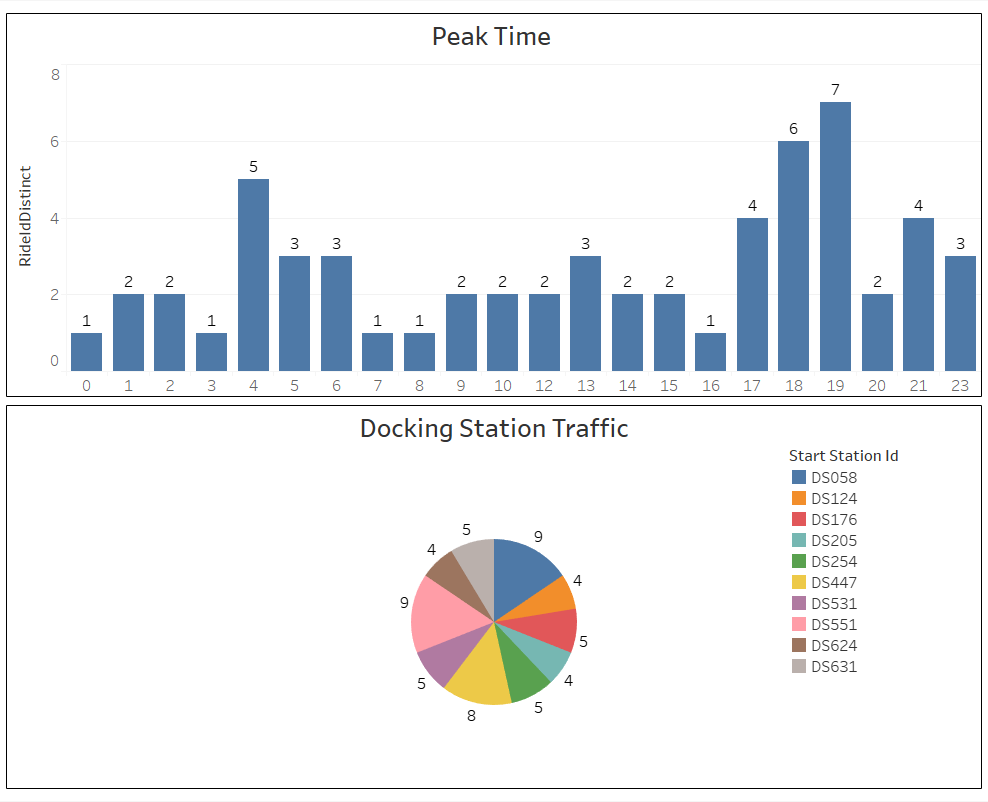 Peak Time
RideIdDistinct
8
6
4
2
0
1 2 2 1 5 3 3 1 1 2 2 2 3 2 2 1 4 6 7 2 4 3
0 1 2 3 4 5 6 7 8 9 10 12 13 14 15 16 17 18 19 20 21 23
Docking Station Traffic
9
4
5
4
5
8
5
9
4
5
Start Station Id
DS058
DS124
DS176
DS205
DS254
DS447
DS531
DS551
DS624
DS631